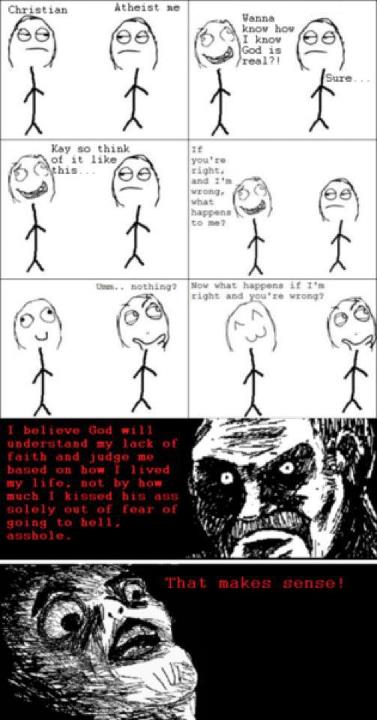 Christian
Atheist me
Wanna
know how
I know
God is
real?!
Sure...
Kay so think
of it like
this...
If
you're
right,
and I'm
wrong,
what
happens
to me?
Umm.. nothing?
Now what happens if I'm
right and you're wrong?
I believe God will
understand my lack of
faith and judge me
based on how I lived
my life, not by how
much I kissed his ass
solely out of fear of
going to hell,
asshole.
That makes sense!